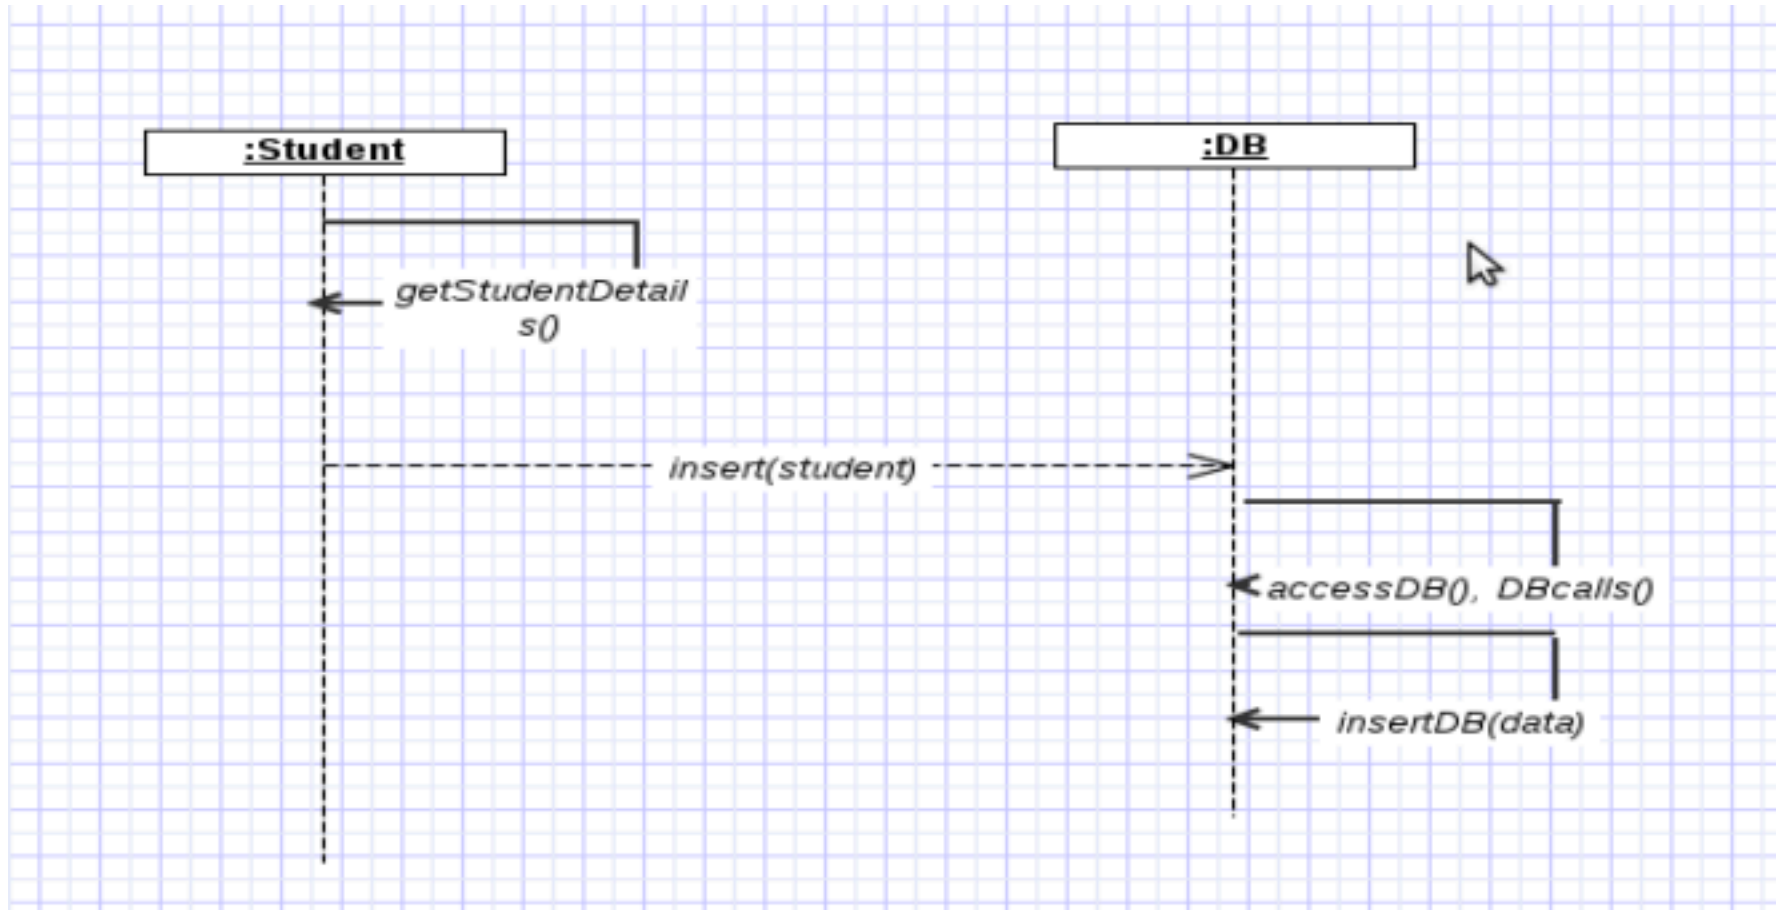 :Student
:DB
getStudentDetail
s()
insert(student)
accessDB(), DBcalls()
insertDB(data)